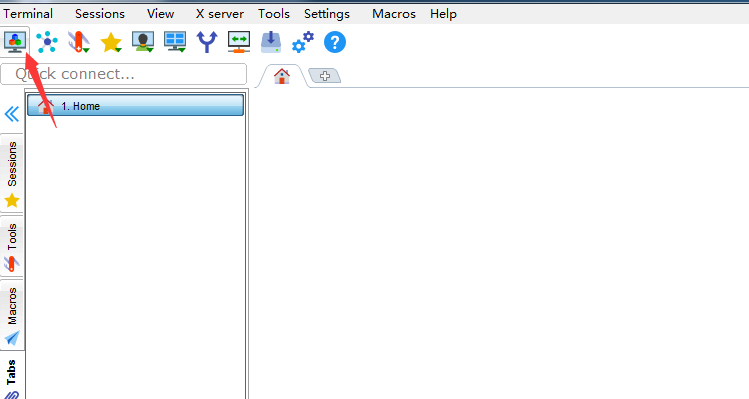 Terminal Sessions View X server Tools Settings Macros Help
Quick connect...
1. Home
Sessions
Tools
Macros
Tabs